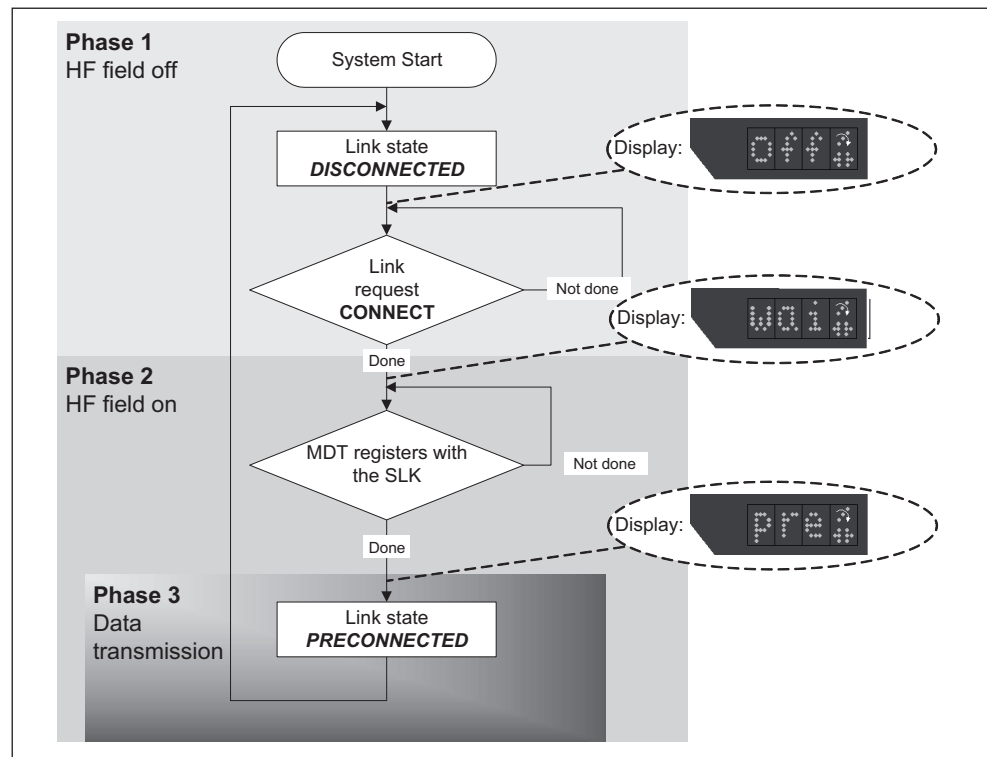 Phase 1
HF field off
System Start
Link state
DISCONNECTED
Display:
Off
Link
request
CONNECT
Not done
Done
Display:
Wai
Phase 2
HF field on
MDT registers with
the SLK
Not done
Done
Display:
pre
Phase 3
Data
transmission
Link state
PRECONNECTED